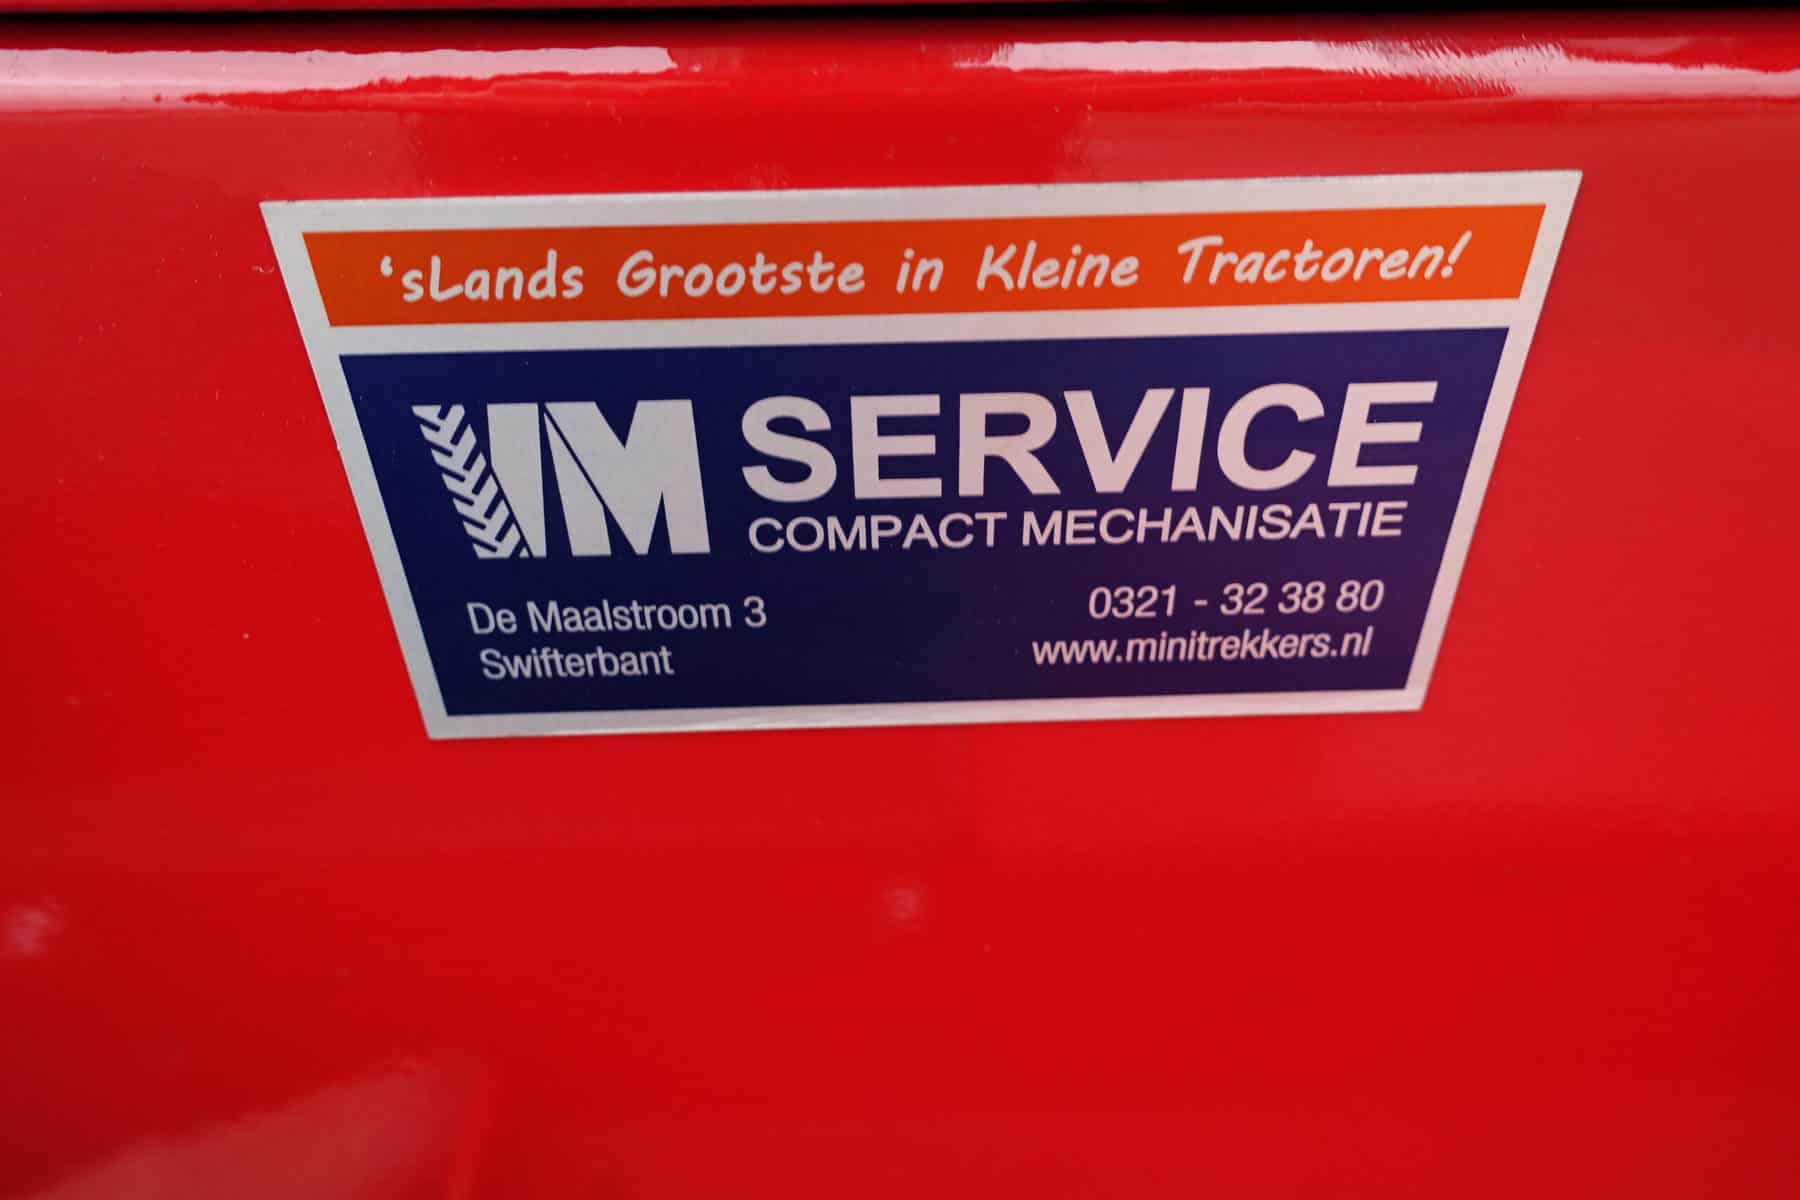 ‘sLands Grootste in Kleine Tractoren!
IM SERVICE
COMPACT MECHANISATIE
De Maalstroom 3
Swifterbant
0321 - 32 38 80
www.minitrekkers.nl